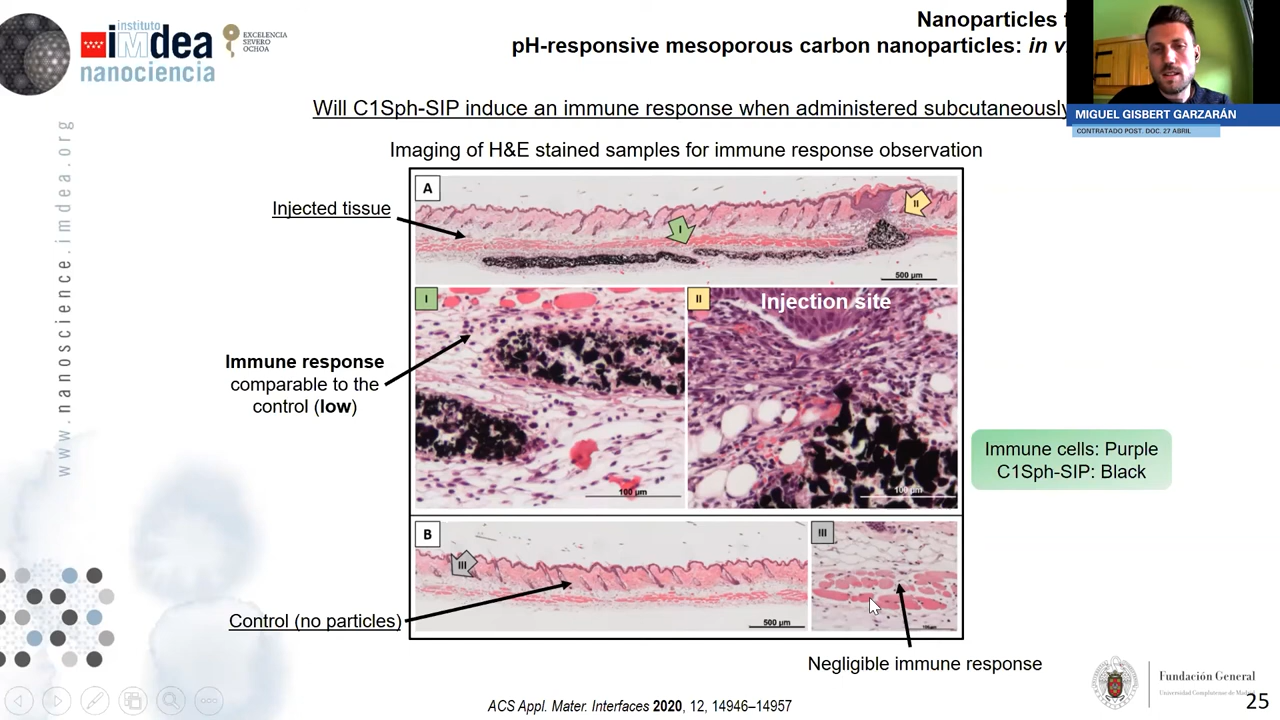 instituto
imdea
nanociencia
EXCELENCIA
SEVERO
OCHOA
www.nanoscience.imdea.org
Nanoparticles
pH-responsive mesoporous carbon nanoparticles: in
MIGUEL GISBERT GARZARÁN
CONTRATADO POST. DOC. 27 ABRIL
Will C1Sph-SIP induce an immune response when administered subcutaneously
Imaging of H&E stained samples for immune response observation
Injected tissue
A
I
II
500 µm
I
II
Injection site
100 µm
100 µm
Immune response
comparable to the
control (low)
Immune cells: Purple
C1Sph-SIP: Black
B
III
III
500 µm
Control (no particles)
Negligible immune response
ACS Appl. Mater. Interfaces 2020, 12, 14946–14957
Fundación General
Universidad Complutense de
25